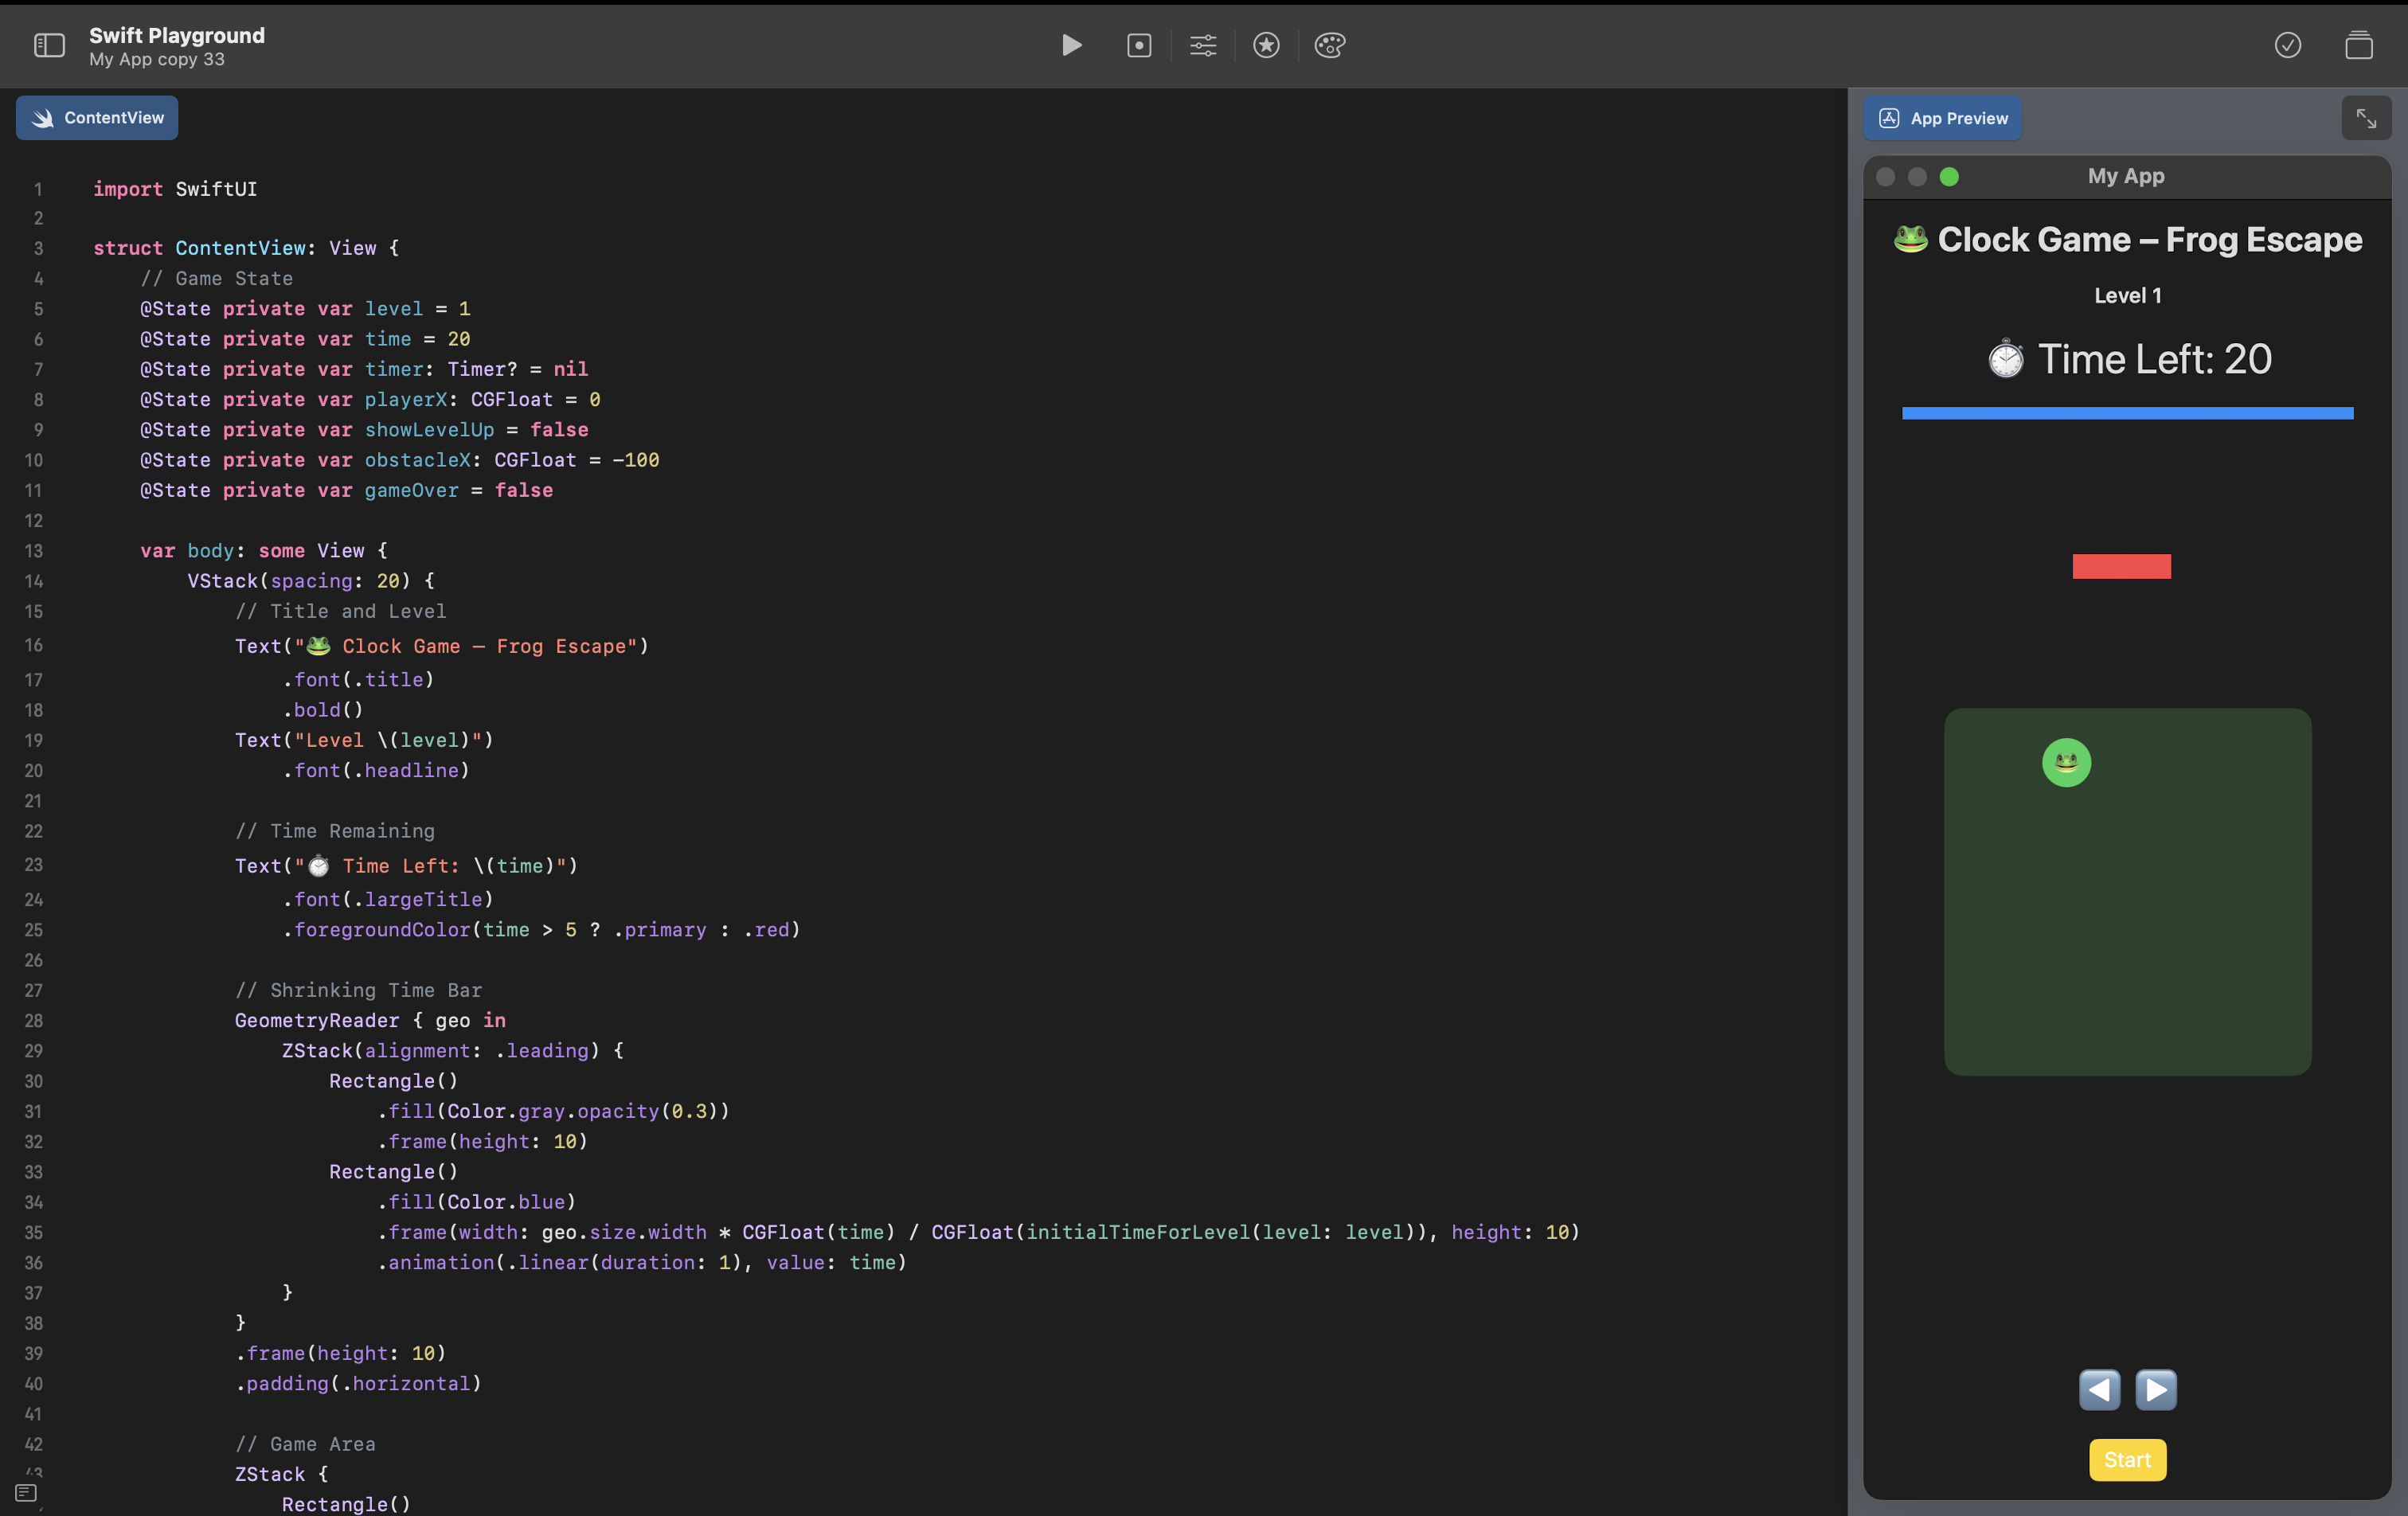 Swift Playground
My App copy 33
ContentView
1 import SwiftUI
2
3 struct ContentView: View {
4 // Game State
5 @State private var level = 1
6 @State private var time = 20
7 @State private var timer: Timer? = nil
8 @State private var playerX: CGFloat = 0
9 @State private var showLevelUp = false
10 @State private var obstacleX: CGFloat = -100
11 @State private var gameOver = false
12
13 var body: some View {
14 VStack(spacing: 20) {
15 // Title and Level
16 Text("🐸 Clock Game – Frog Escape")
17 .font(.title)
18 .bold()
19 Text("Level \(level)")
20 .font(.headline)
21
22 // Time Remaining
23 Text("⏱️ Time Left: \(time)")
24 .font(.largeTitle)
25 .foregroundColor(time > 5 ? .primary : .red)
26
27 // Shrinking Time Bar
28 GeometryReader { geo in
29 ZStack(alignment: .leading) {
30 Rectangle()
31 .fill(Color.gray.opacity(0.3))
32 .frame(height: 10)
33 Rectangle()
34 .fill(Color.blue)
35 .frame(width: geo.size.width * CGFloat(time) / CGFloat(initialTimeForLevel(level: level)), height: 10)
36 .animation(.linear(duration: 1), value: time)
37 }
38 }
39 .frame(height: 10)
40 .padding(.horizontal)
41
42 // Game Area
43 ZStack {
Rectangle()
App Preview
My App
🐸 Clock Game – Frog Escape
Level 1
⏱️ Time Left: 20
Start